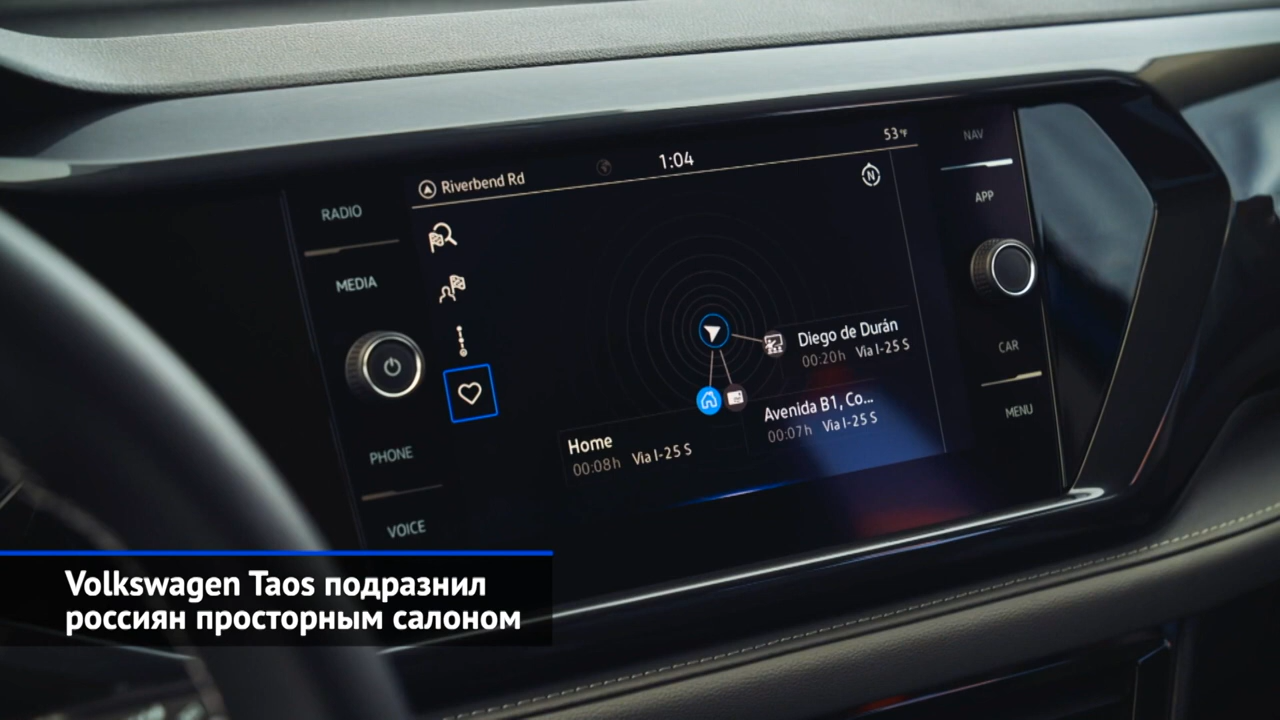 53°F
NAV
1:04
Riverbend Rd
N
APP
RADIO
MEDIA
Diego de Durán
00:20h Via I-25 S
CAR
Avenida B1, Co...
00:07h Via I-25 S
MENU
Home
00:08h Via I-25 S
PHONE
VOICE
Volkswagen Taos подразнил
россиян просторным салоном